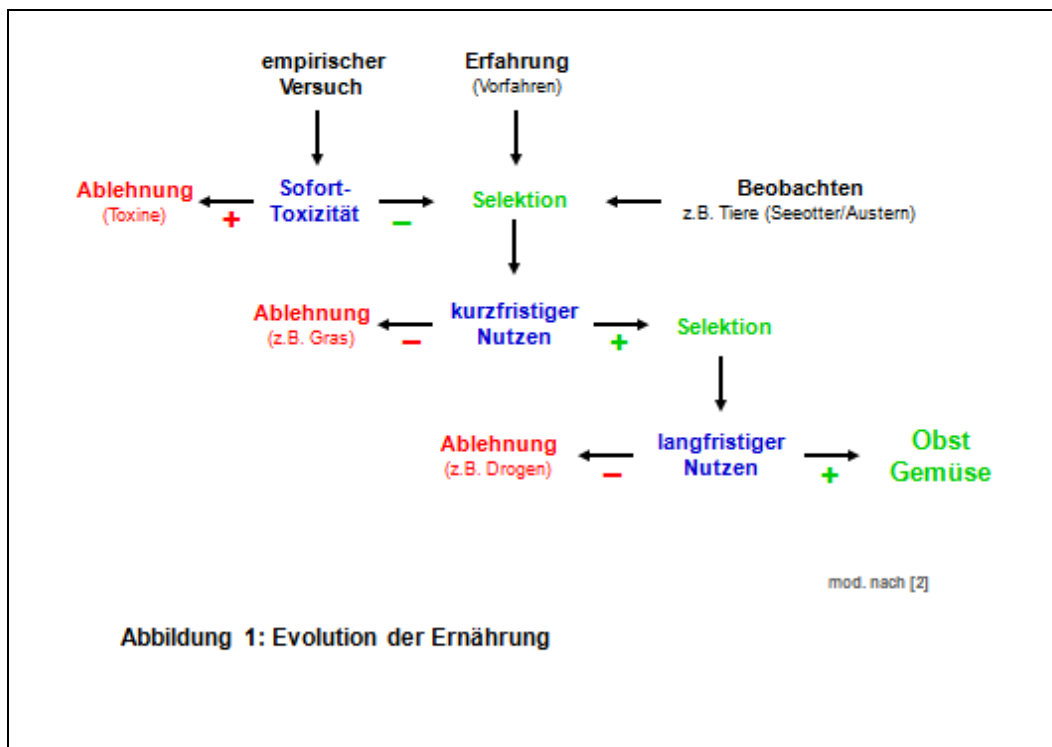 empirischer
Versuch
Erfahrung
(Vorfahren)
Ablehnung
(Toxine)
+
Sofort-
Toxizität
–
Selektion
Beobachten
z.B. Tiere (Seeotter/Austern)
Ablehnung
(z.B. Gras)
–
kurzfristiger
Nutzen
+
Selektion
Ablehnung
(z.B. Drogen)
–
langfristiger
Nutzen
+
Obst
Gemüse
mod. nach [2]
Abbildung 1: Evolution der Ernährung